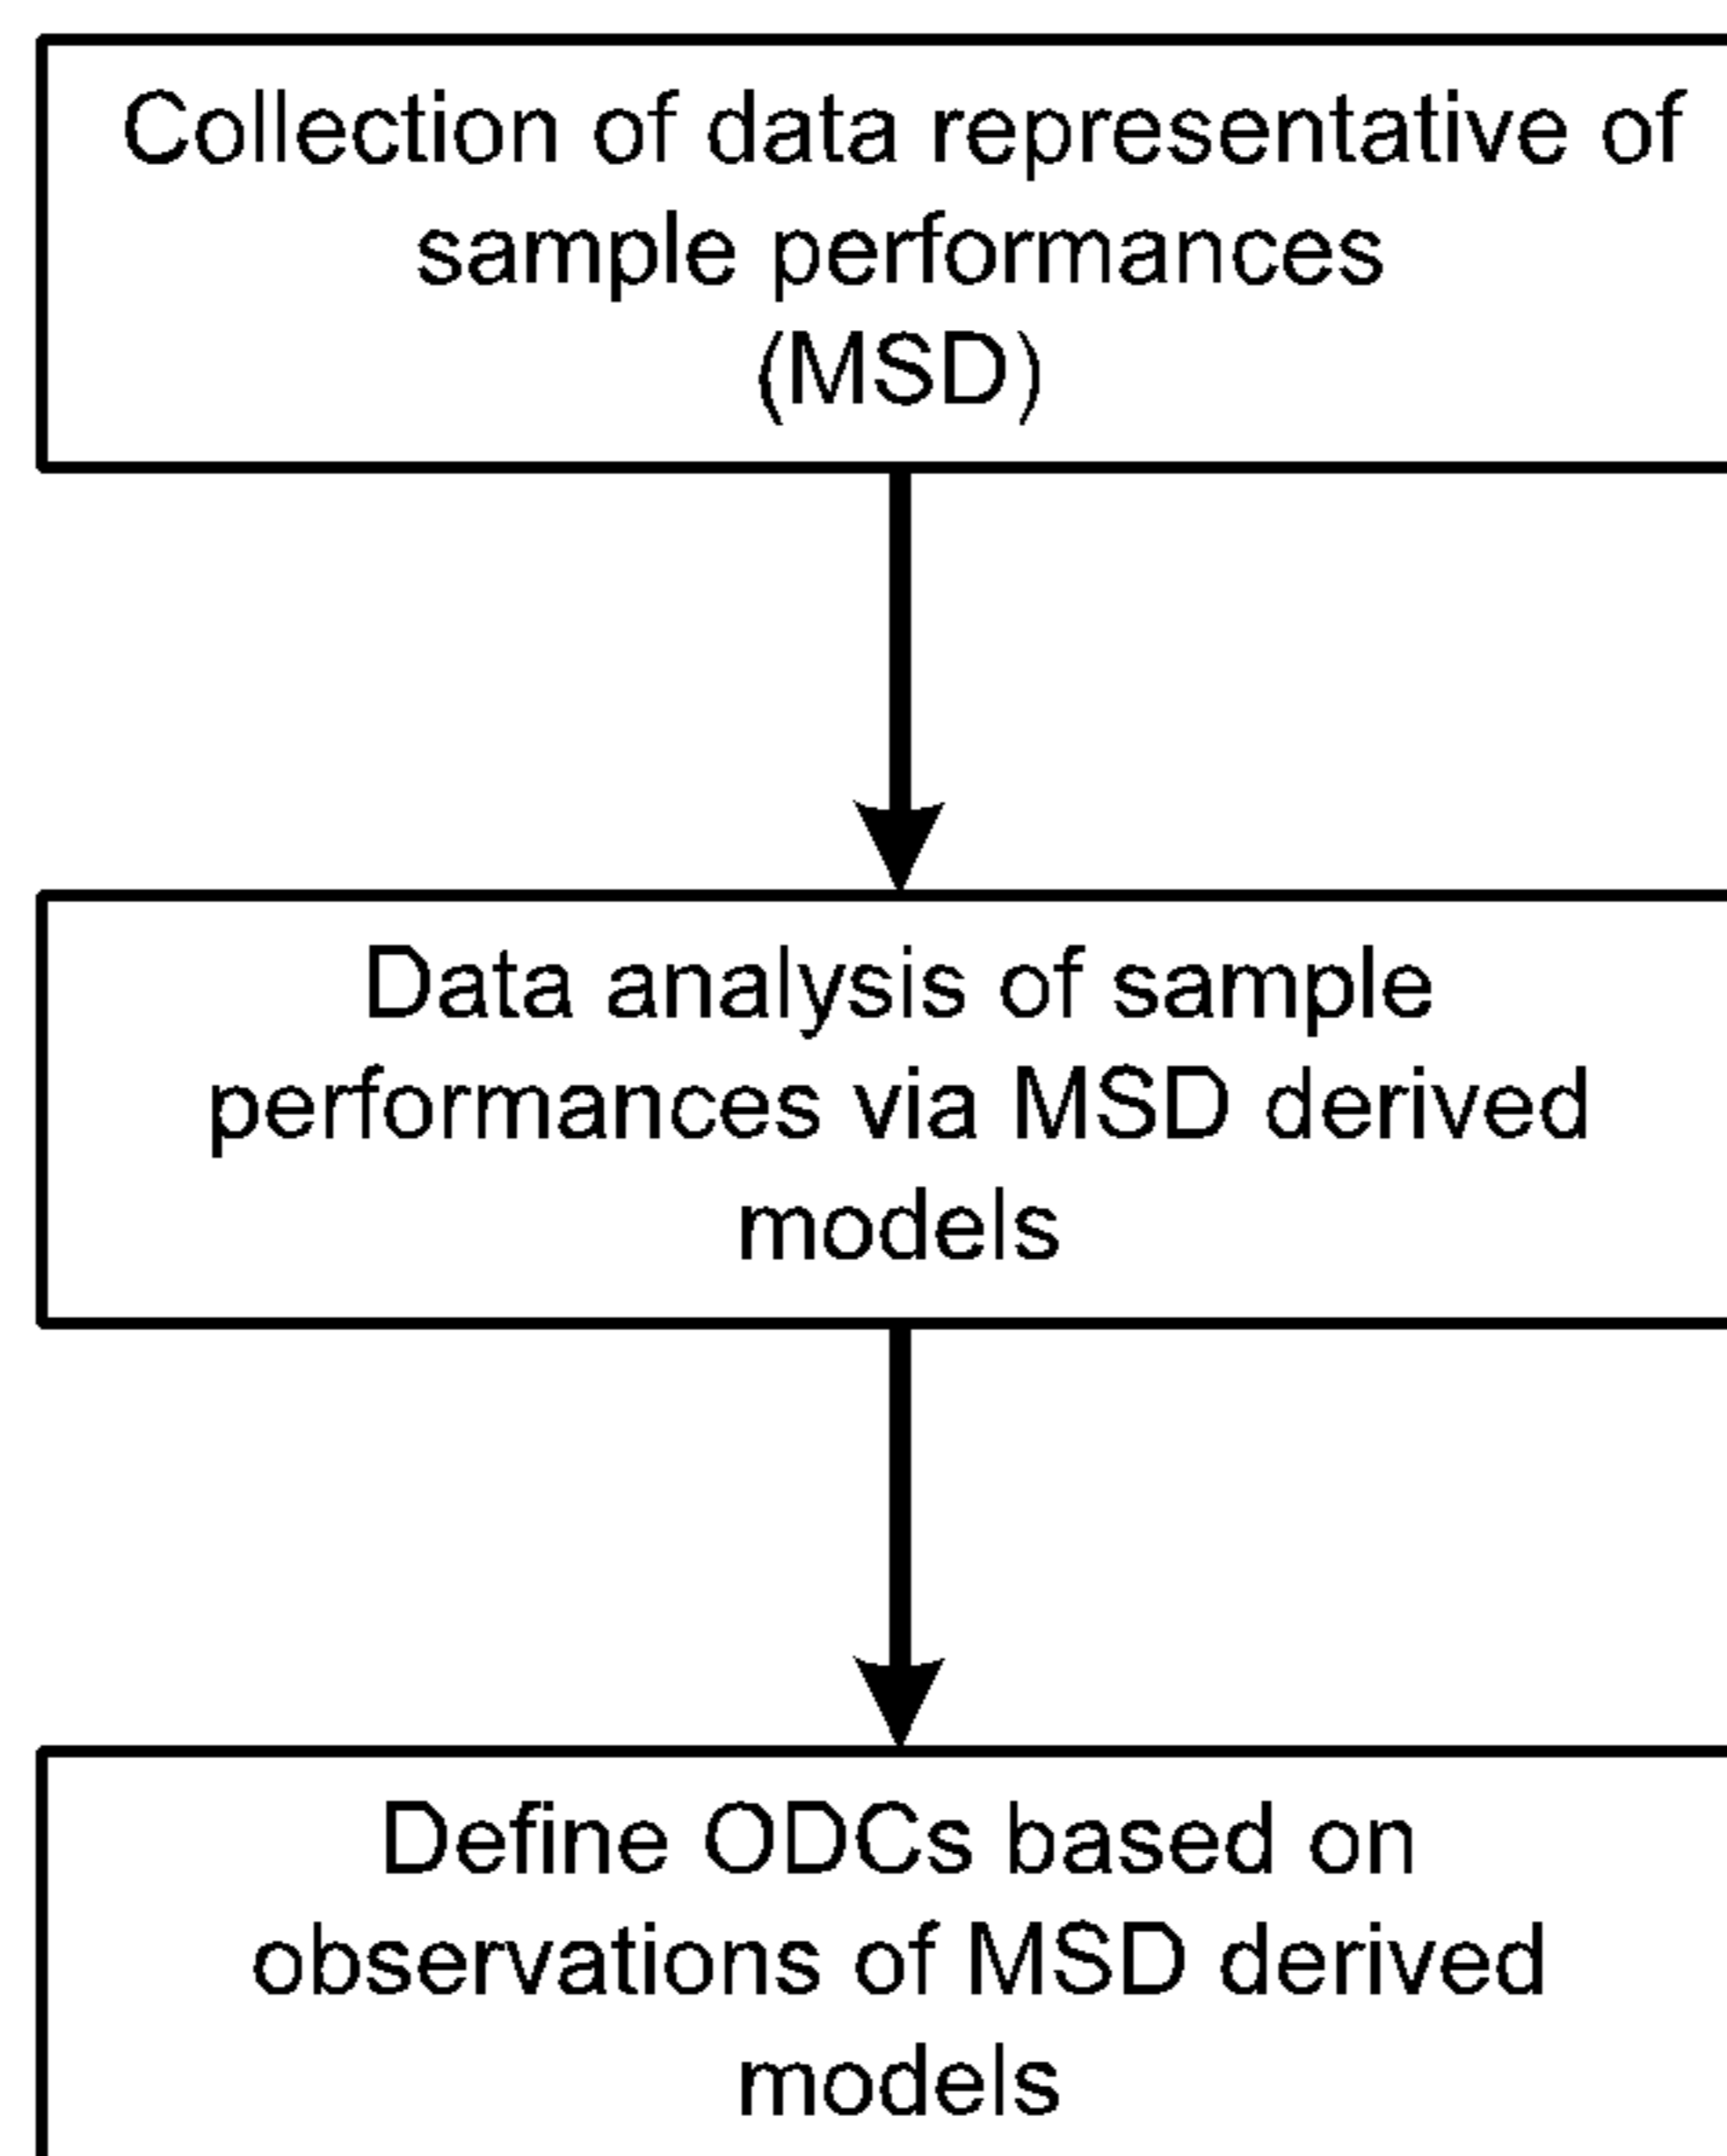 Collection of data representative of
sample performances
(MSD)
Data analysis of sample
performances via MSD derived
models
Define ODCs based on
observations of MSD derived
models